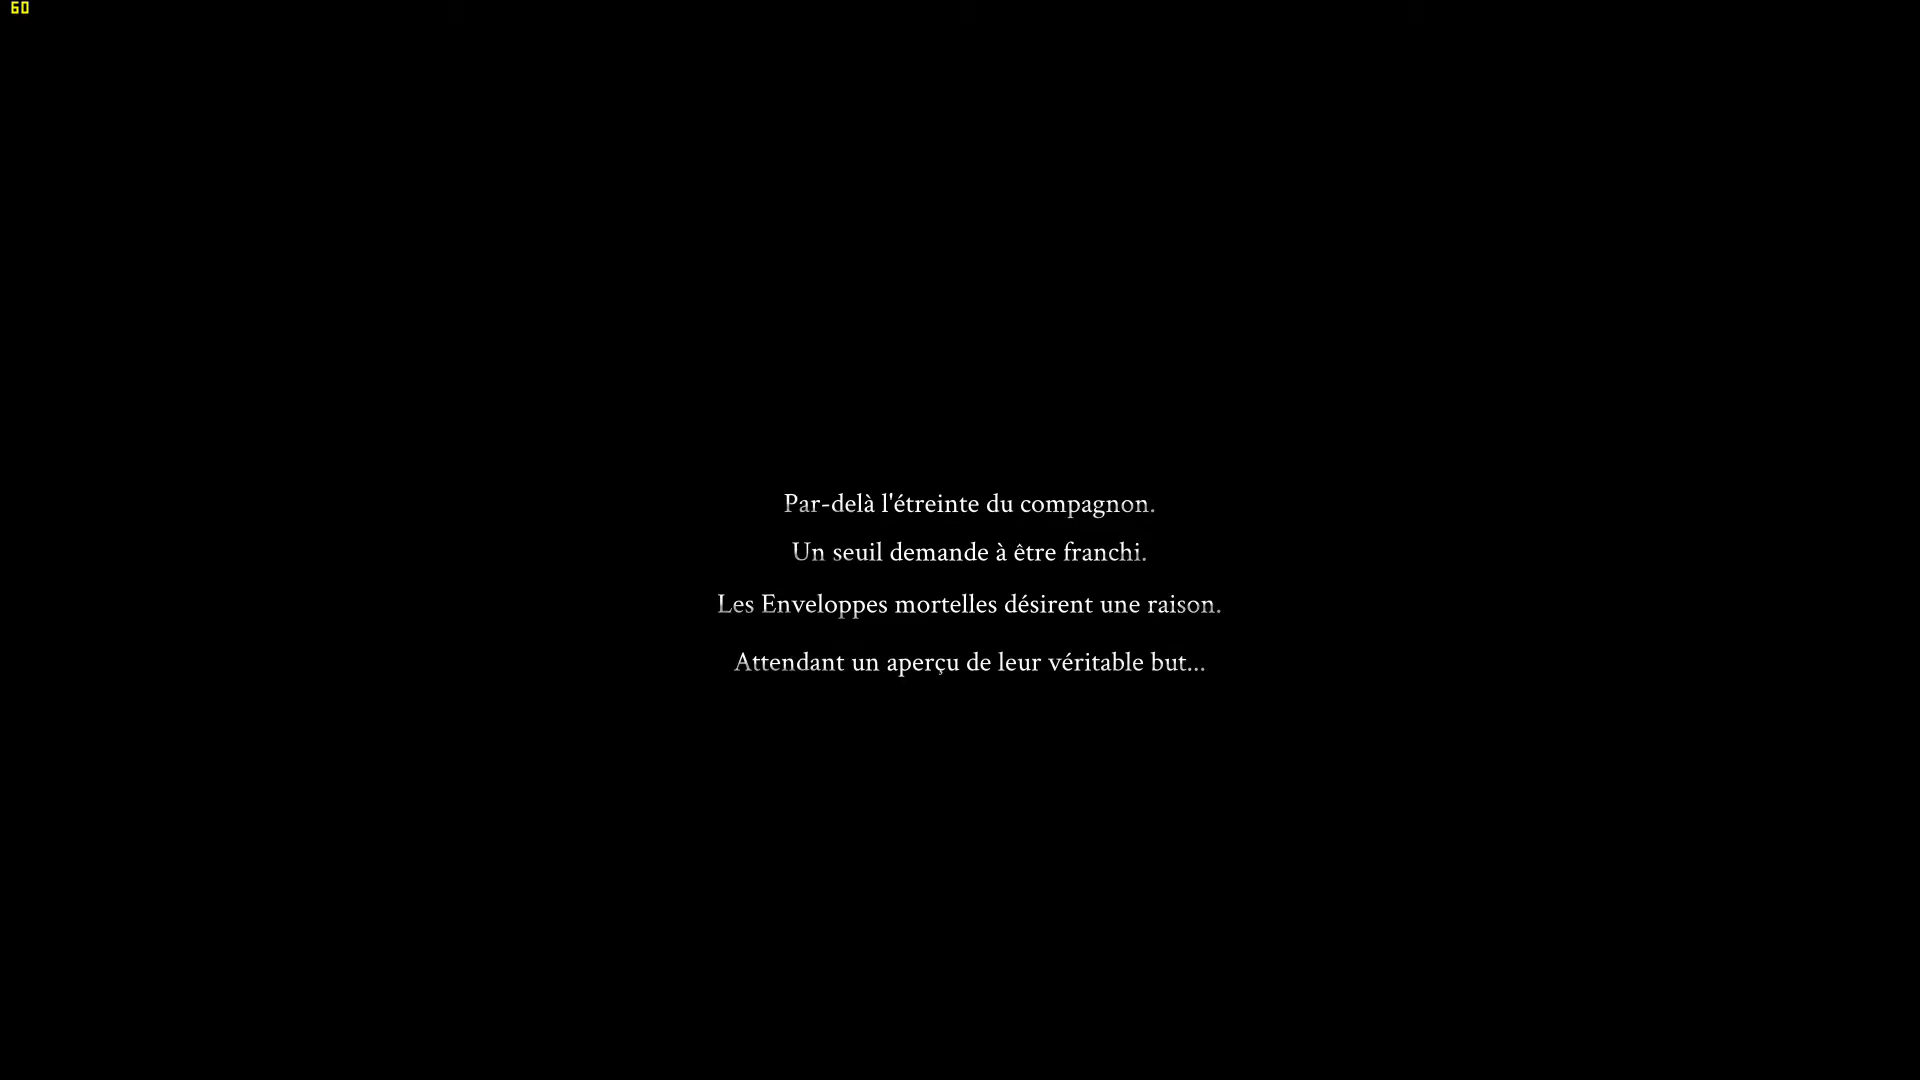 60
Par-delà l'étreinte du compagnon.
Un seuil demande à être franchi.
Les Enveloppes mortelles désirent une raison.
Attendant un aperçu de leur véritable but...